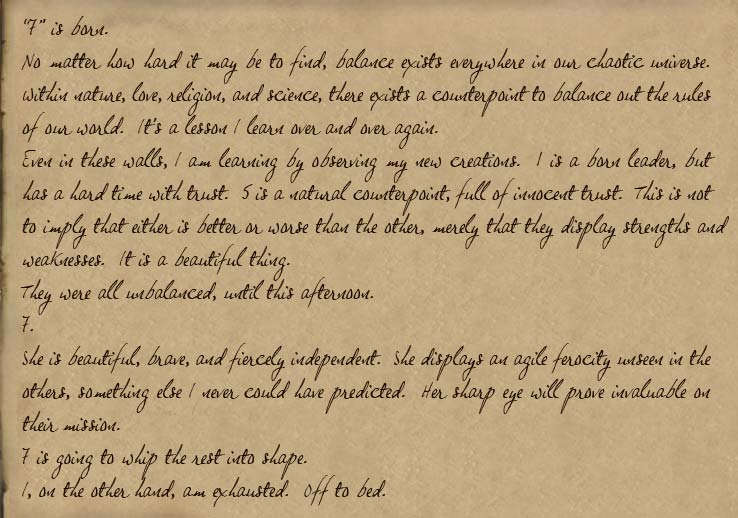 "7" is born.
No matter how hard it may be to find, balance exists everywhere in our chaotic universe.
Within nature, love, religion, and science, there exists a counterpoint to balance out the rules
of our world. It's a lesson I learn over and over again.
Even in these walls, I am learning by observing my new creations. 1 is a born leader, but
has a hard time with trust. 5 is a natural counterpoint, full of innocent trust. This is not
to imply that either is better or worse than the other, merely that they display strengths and
weaknesses. It is a beautiful thing.
They were all unbalanced, until this afternoon.
7.
She is beautiful, brave, and fiercely independent. She displays an agile ferocity unseen in the
others, something else I never could have predicted. Her sharp eye will prove invaluable on
their mission.
7 is going to whip the rest into shape.
I, on the other hand, am exhausted. Off to bed.